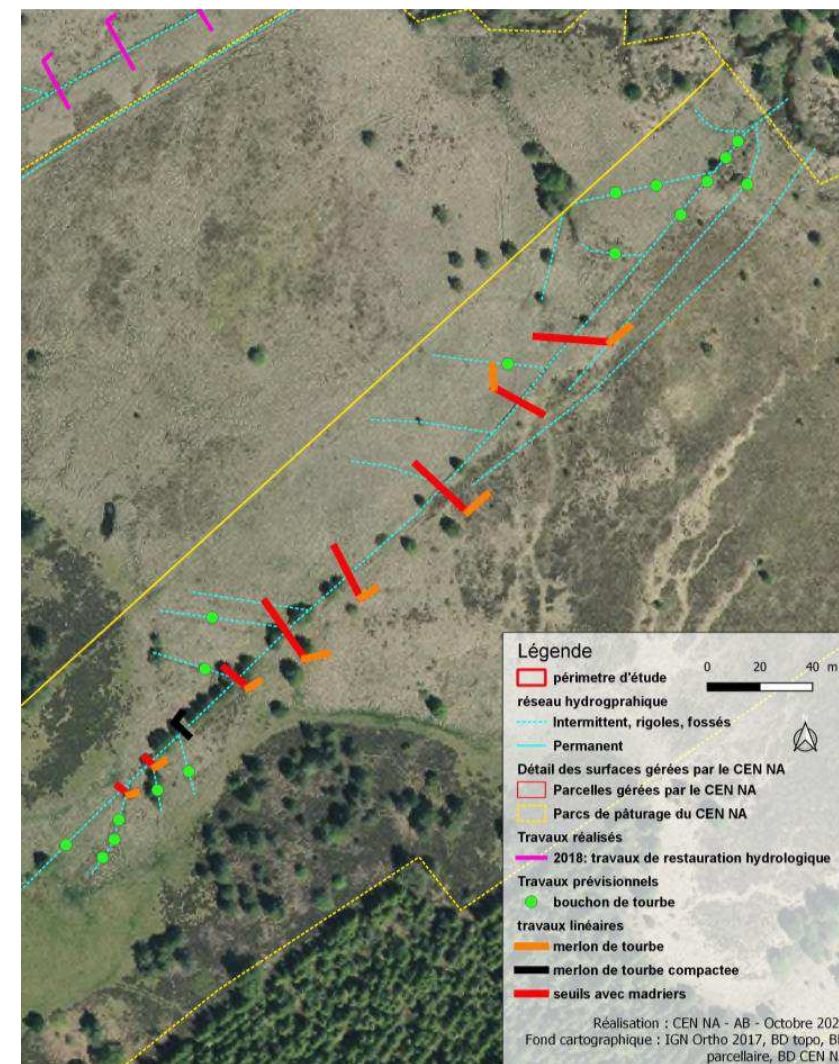 Légende
périmetre d'étude
0 20 40 m
réseau hydrogprahique
Intermittent, rigoles, fossés
Permanent
Détail des surfaces gérées par le CEN NA
Parcelles gérées par le CEN NA
Parcs de pâturage du CEN NA
Travaux réalisés
2018: travaux de restauration hydrologique
Travaux prévisionnels
bouchon de tourbe
travaux linéaires
merlon de tourbe
merlon de tourbe compactee
seuils avec madriers
Réalisation : CEN NA - AB - Octobre 202
Fond cartographique : IGN Ortho 2017, BD topo,
parcellaire, BD CEN